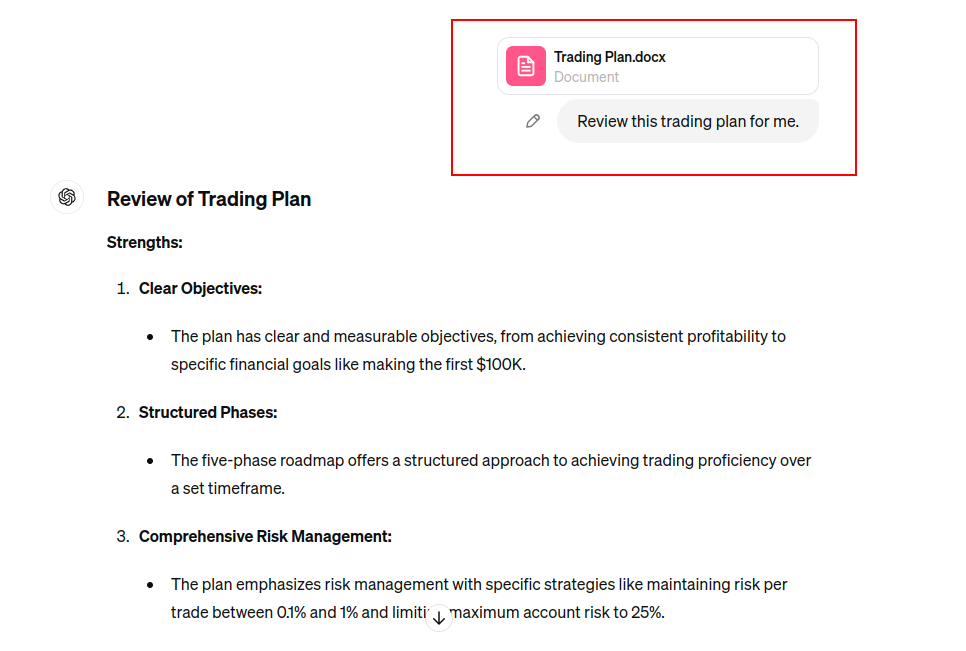 Trading Plan.docx
Document
Review this trading plan for me.
Review of Trading Plan
Strengths:
1. Clear Objectives:
• The plan has clear and measurable objectives, from achieving consistent profitability to
specific financial goals like making the first $100K.
2. Structured Phases:
• The five-phase roadmap offers a structured approach to achieving trading proficiency over
a set timeframe.
3. Comprehensive Risk Management:
• The plan emphasizes risk management with specific strategies like maintaining risk per
trade between 0.1% and 1% and limiti maximum account risk to 25%.